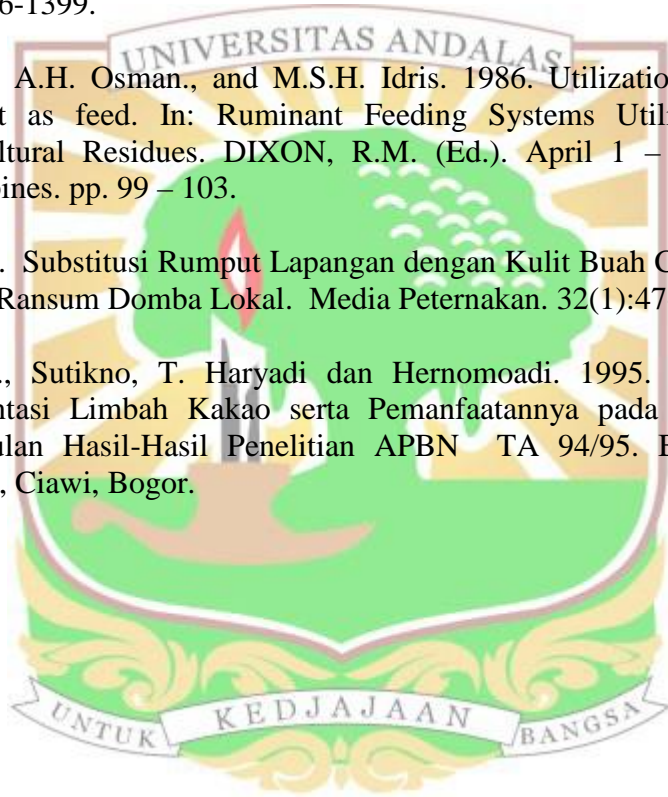 6-1399.
UNIVERSITAS ANDALAS
A.H. Osman., and M.S.H. Idris. 1986. Utilizatio
t as feed. In: Ruminant Feeding Systems Utili
ltural Residues. DIXON, R.M. (Ed.). April 1 –
pines. pp. 99 – 103.
. Substitusi Rumput Lapangan dengan Kulit Buah C
Ransum Domba Lokal. Media Peternakan. 32(1):47
., Sutikno, T. Haryadi dan Hernomoadi. 1995.
ntasi Limbah Kakao serta Pemanfaatannya pada
ulan Hasil-Hasil Penelitian APBN TA 94/95. B
, Ciawi, Bogor.
UNTUK KEDJAJAAN BANGSA